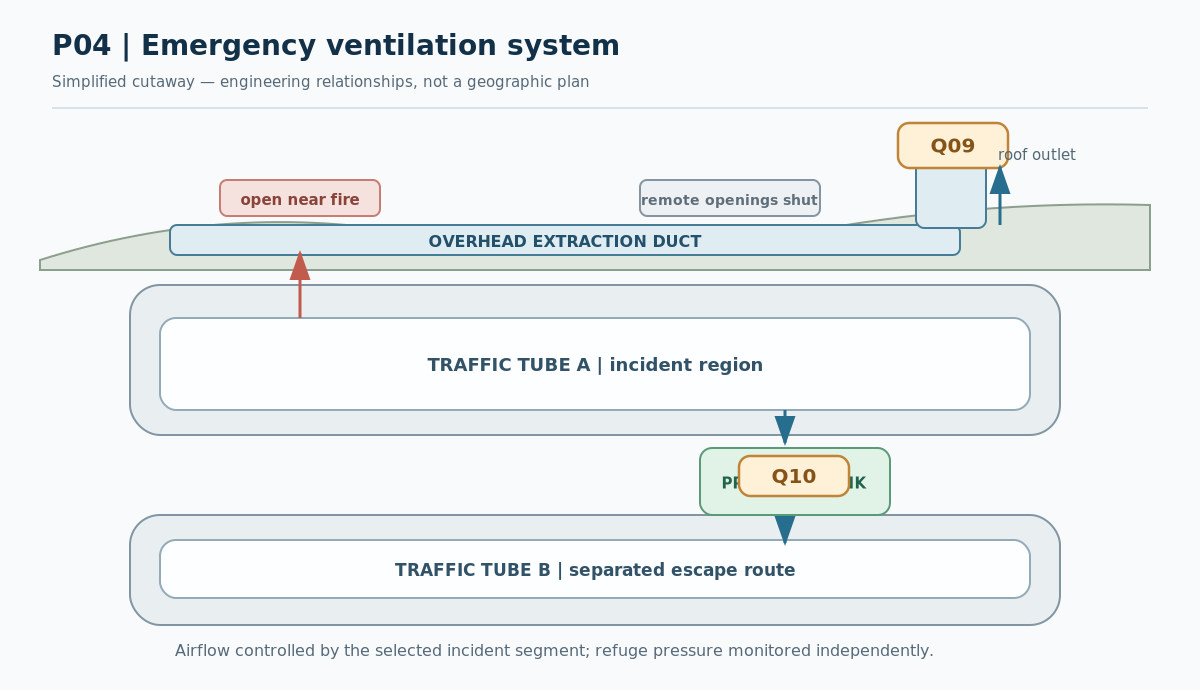 P04 | Emergency ventilation system
Simplified cutaway — engineering relationships, not a geographic plan
Q09
roof outlet
open near fire
remote openings shut
OVERHEAD EXTRACTION DUCT
TRAFFIC TUBE A | incident region
Q10
TRAFFIC TUBE B | separated escape route
Airflow controlled by the selected incident segment; refuge pressure monitored independently.